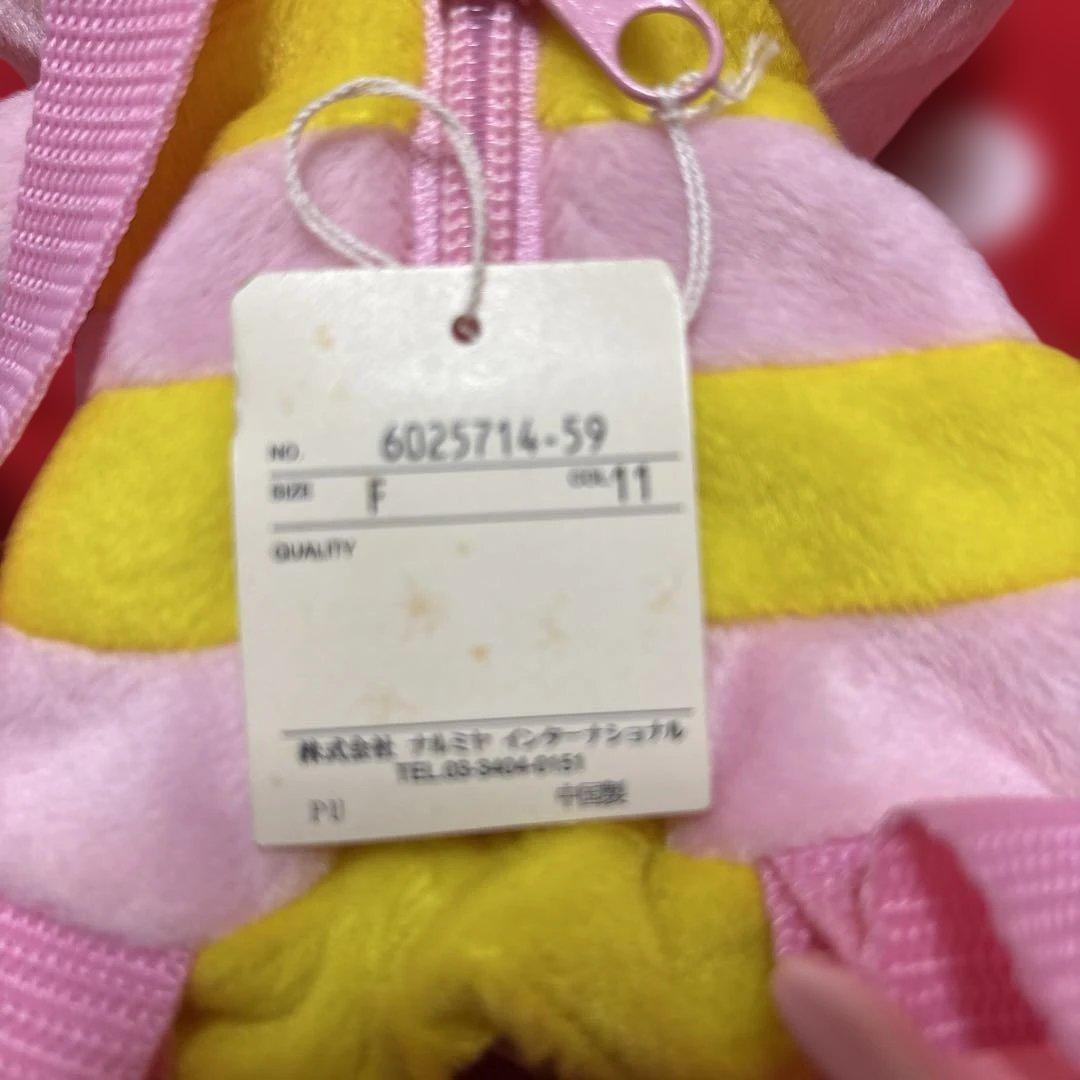 NO. 6025714-59
SIZE F COL. 11
QUALITY
株式会社 ナルミヤ インターナショナル
TEL.03-3404-0151
PU 中国製